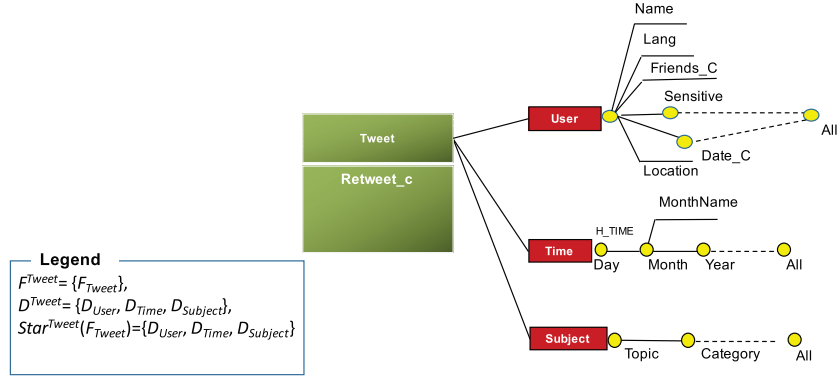 Name
Lang
Friends_C
Sensitive
User
All
Tweet
Date_C
Location
Retweet_c
MonthName
H_TIME
Time
Day
Month
Year
All
Legend
F^Tweet= {F_Tweet},
D^Tweet= {D_User, D_Time, D_Subject},
Star^Tweet(F_Tweet)={D_User, D_Time, D_Subject}
Subject
Topic
Category
All